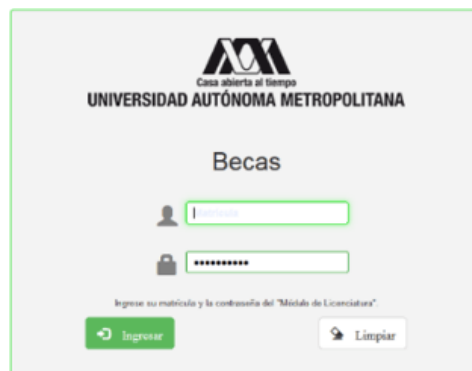 Casa abierta al tiempo
UNIVERSIDAD AUTÓNOMA METROPOLITANA
Becas
Matrícula
••••••••••
Ingrese su matrícula y la contraseña del "Módulo de Licenciatura".
Ingresar
Limpiar